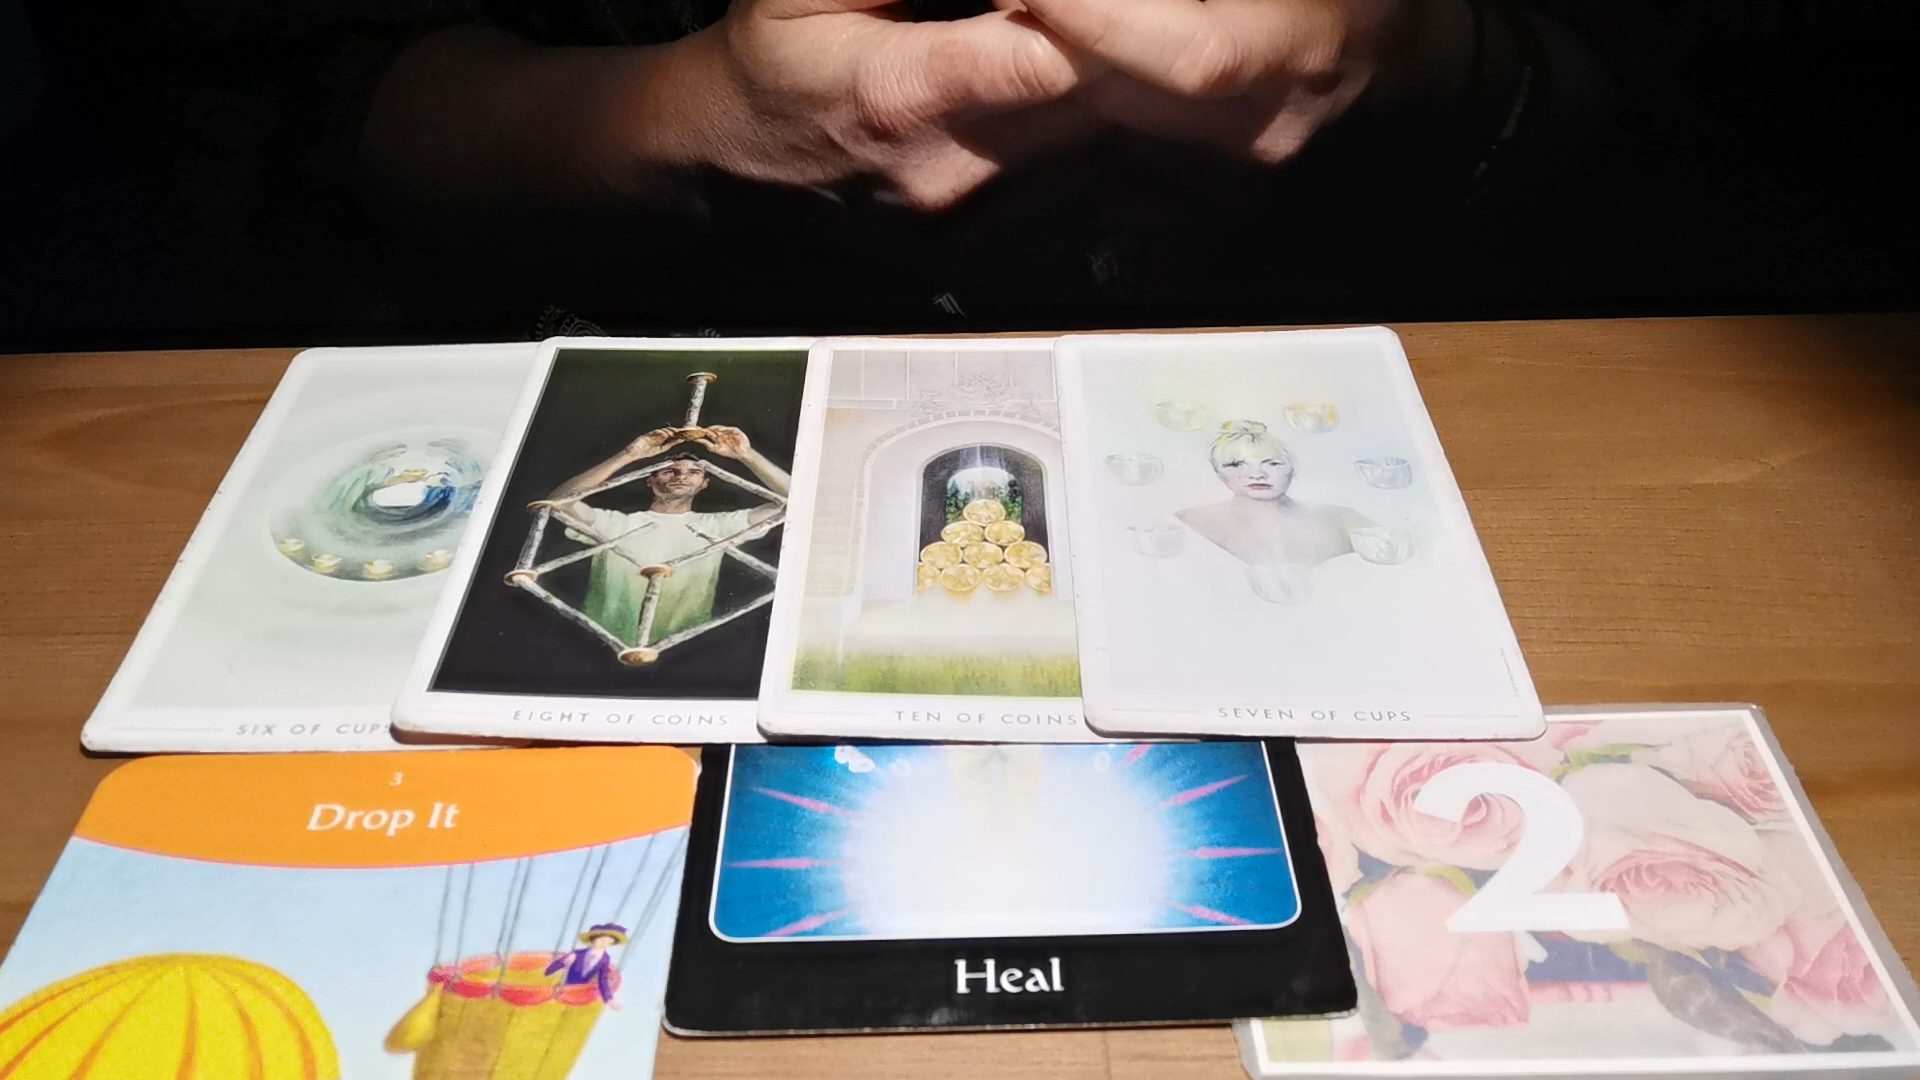 SIX OF CUPS
EIGHT OF COINS
TEN OF COINS
SEVEN OF CUPS
3
Drop It
Heal
2